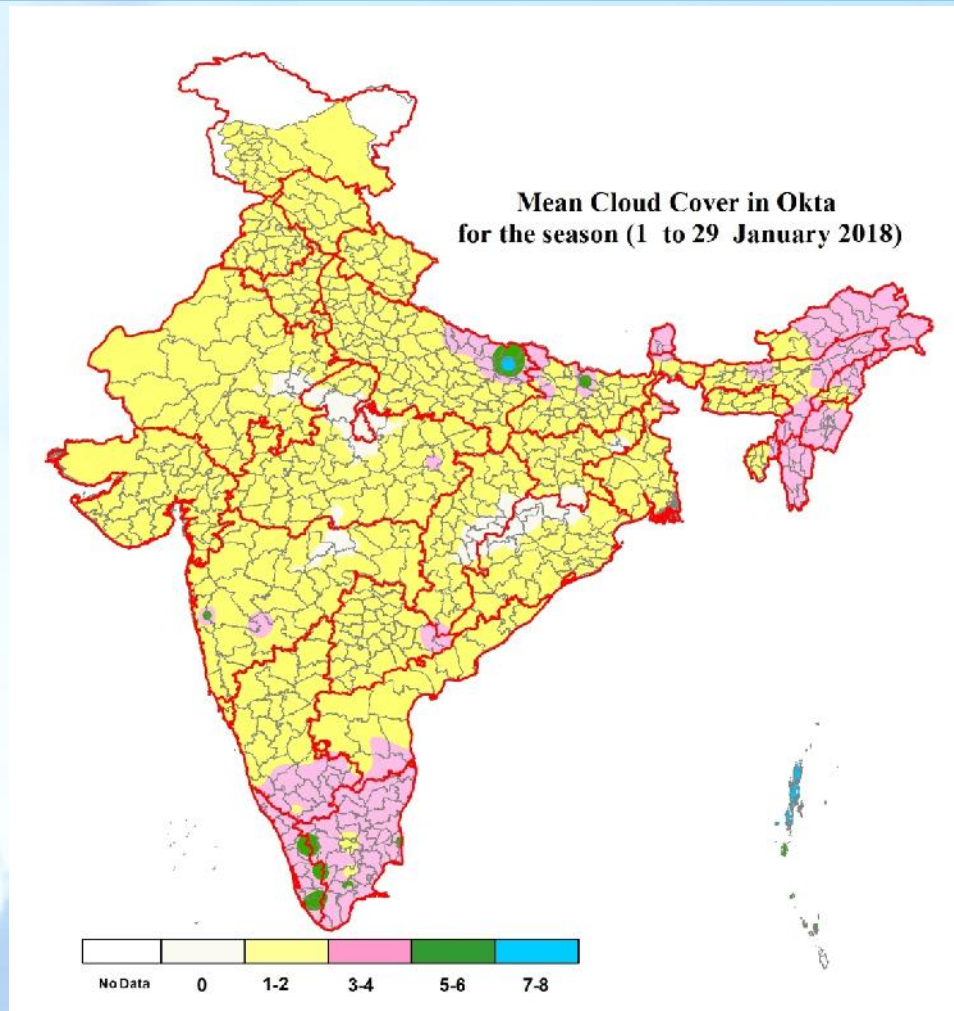 Mean Cloud Cover in Okta
for the season (1 to 29 January 2018)
No Data 0 1-2 3-4 5-6 7-8